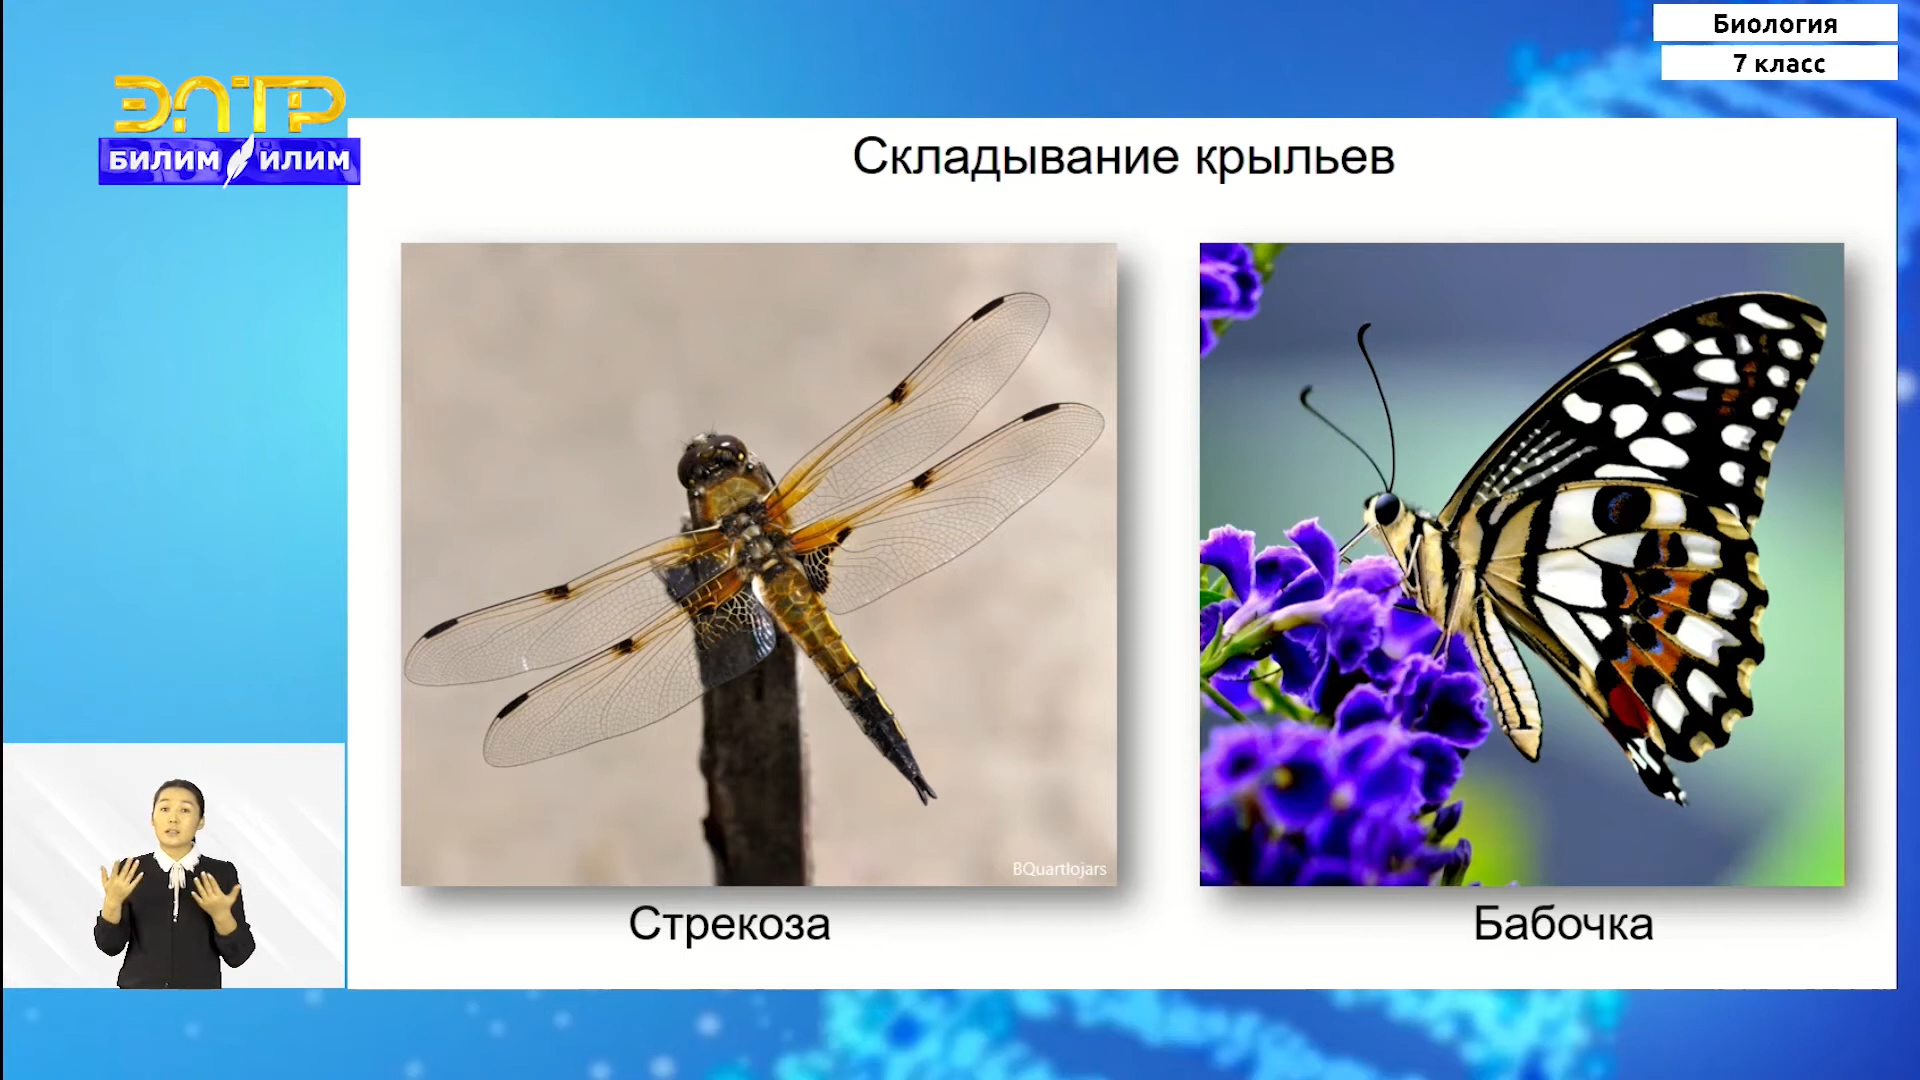 Биология
7 класс
ЭЛТР
БИЛИМ ИЛИМ
Складывание крыльев
BQuartlojars
Стрекоза
Бабочка